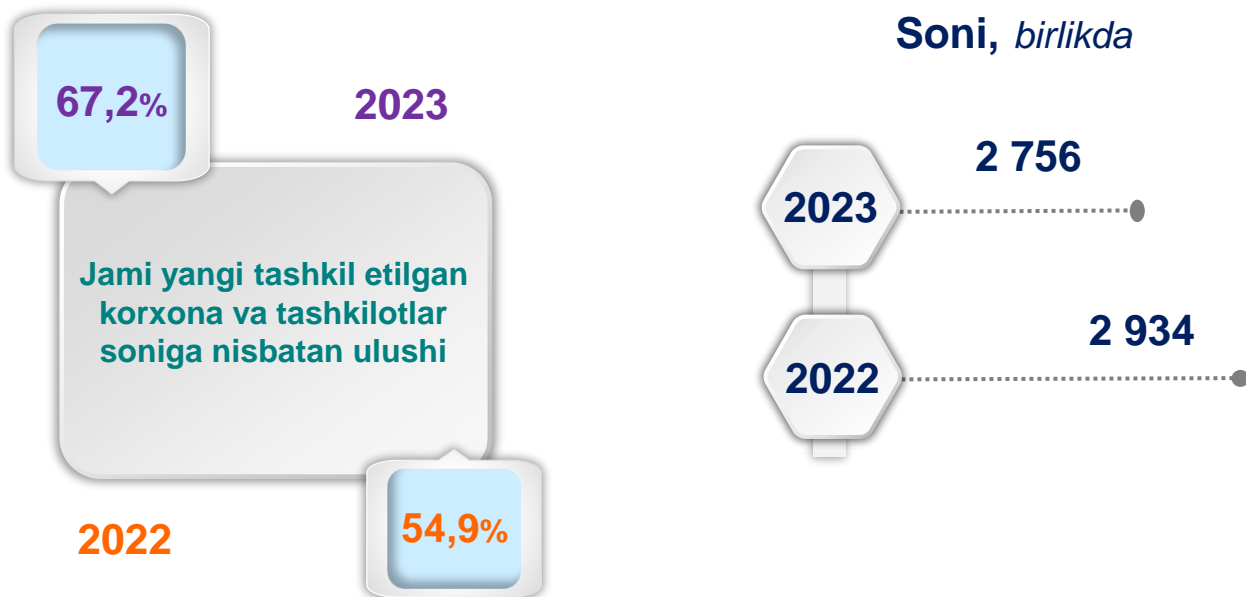 67,2%
2023
Jami yangi tashkil etilgan
korxona va tashkilotlar
soniga nisbatan ulushi
2022
54,9%
Soni, birlikda
2023
2 756
2022
2 934